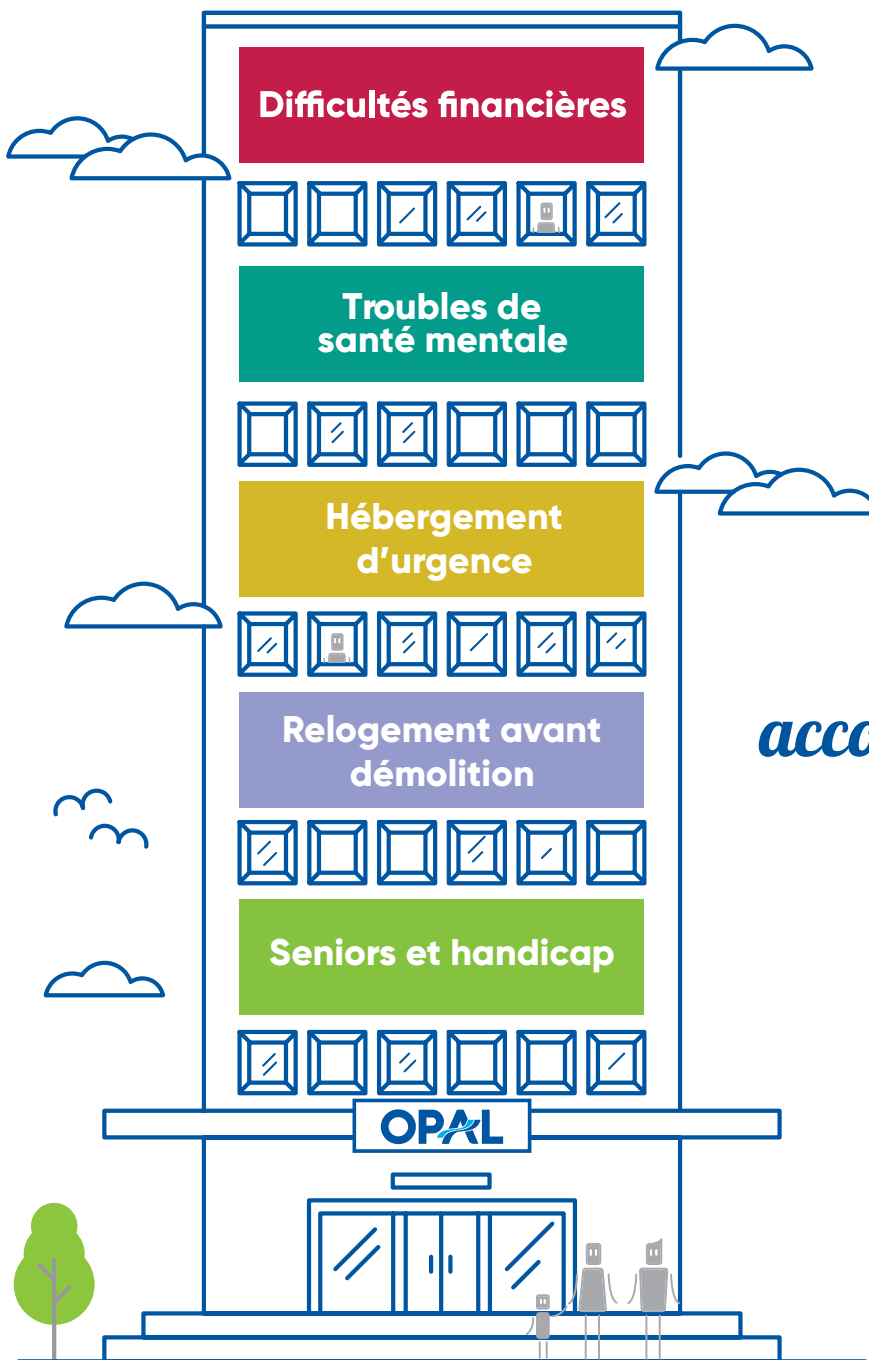 Difficultés financières
Troubles de
santé mentale
Hébergement
d'urgence
Relogement avant
démolition
Seniors et handicap
OPAL